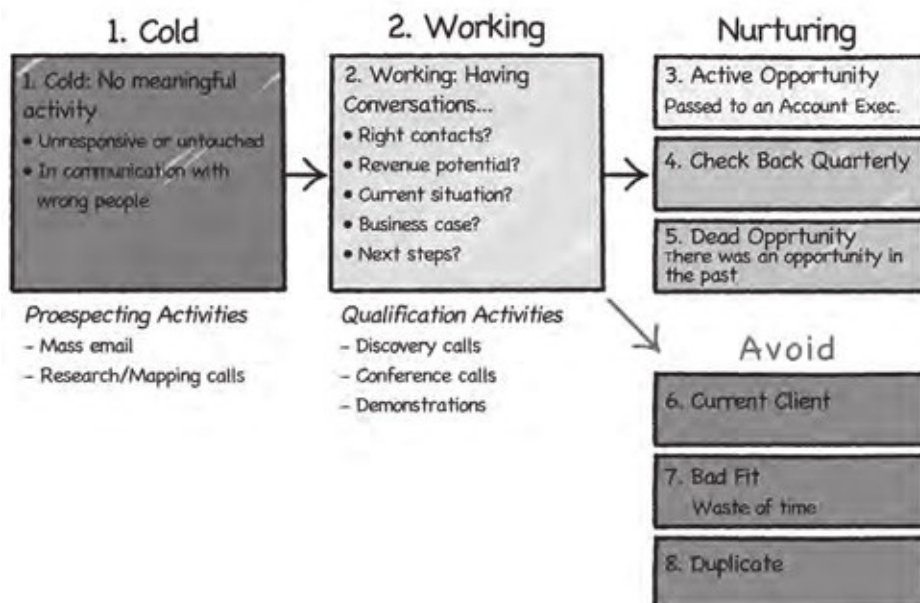 1. Cold
1. Cold: No meaningful
activity
• Unresponsive or untouched
• In communication with
wrong people
Proespecting Activities
- Mass email
- Research/Mapping calls
2. Working
2. Working: Having
Conversations...
• Right contacts?
• Revenue potential?
• Current situation?
• Business case?
• Next steps?
Qualification Activities
- Discovery calls
- Conference calls
- Demonstrations
Nurturing
3. Active Opportunity
Passed to an Account Exec.
4. Check Back Quarterly
5. Dead Opprtunity
There was an opportunity in
the past
Avoid
6. Current Client
7. Bad Fit
Waste of time
8. Duplicate